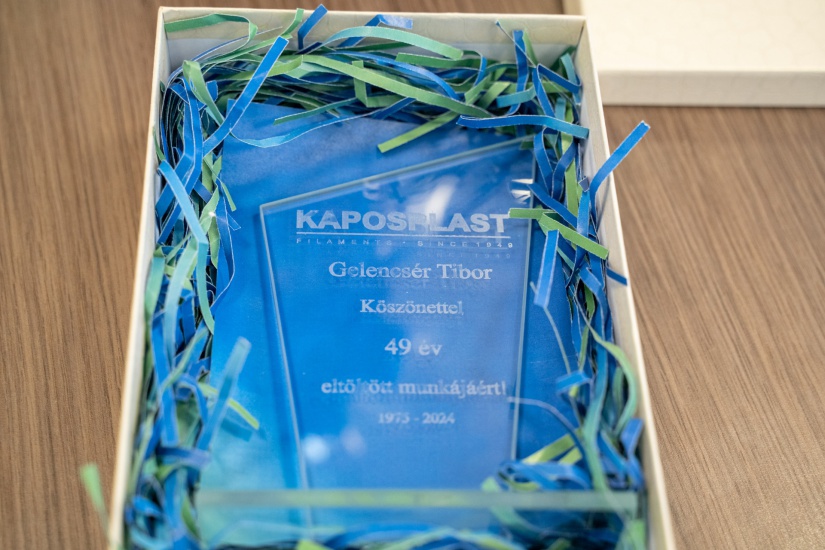 KAPOSPLAST
FILAMENTS • SINCE 1949
Gelencsér Tibor
Köszönettel
49 év
eltöltött munkájáért!
1975 - 2024